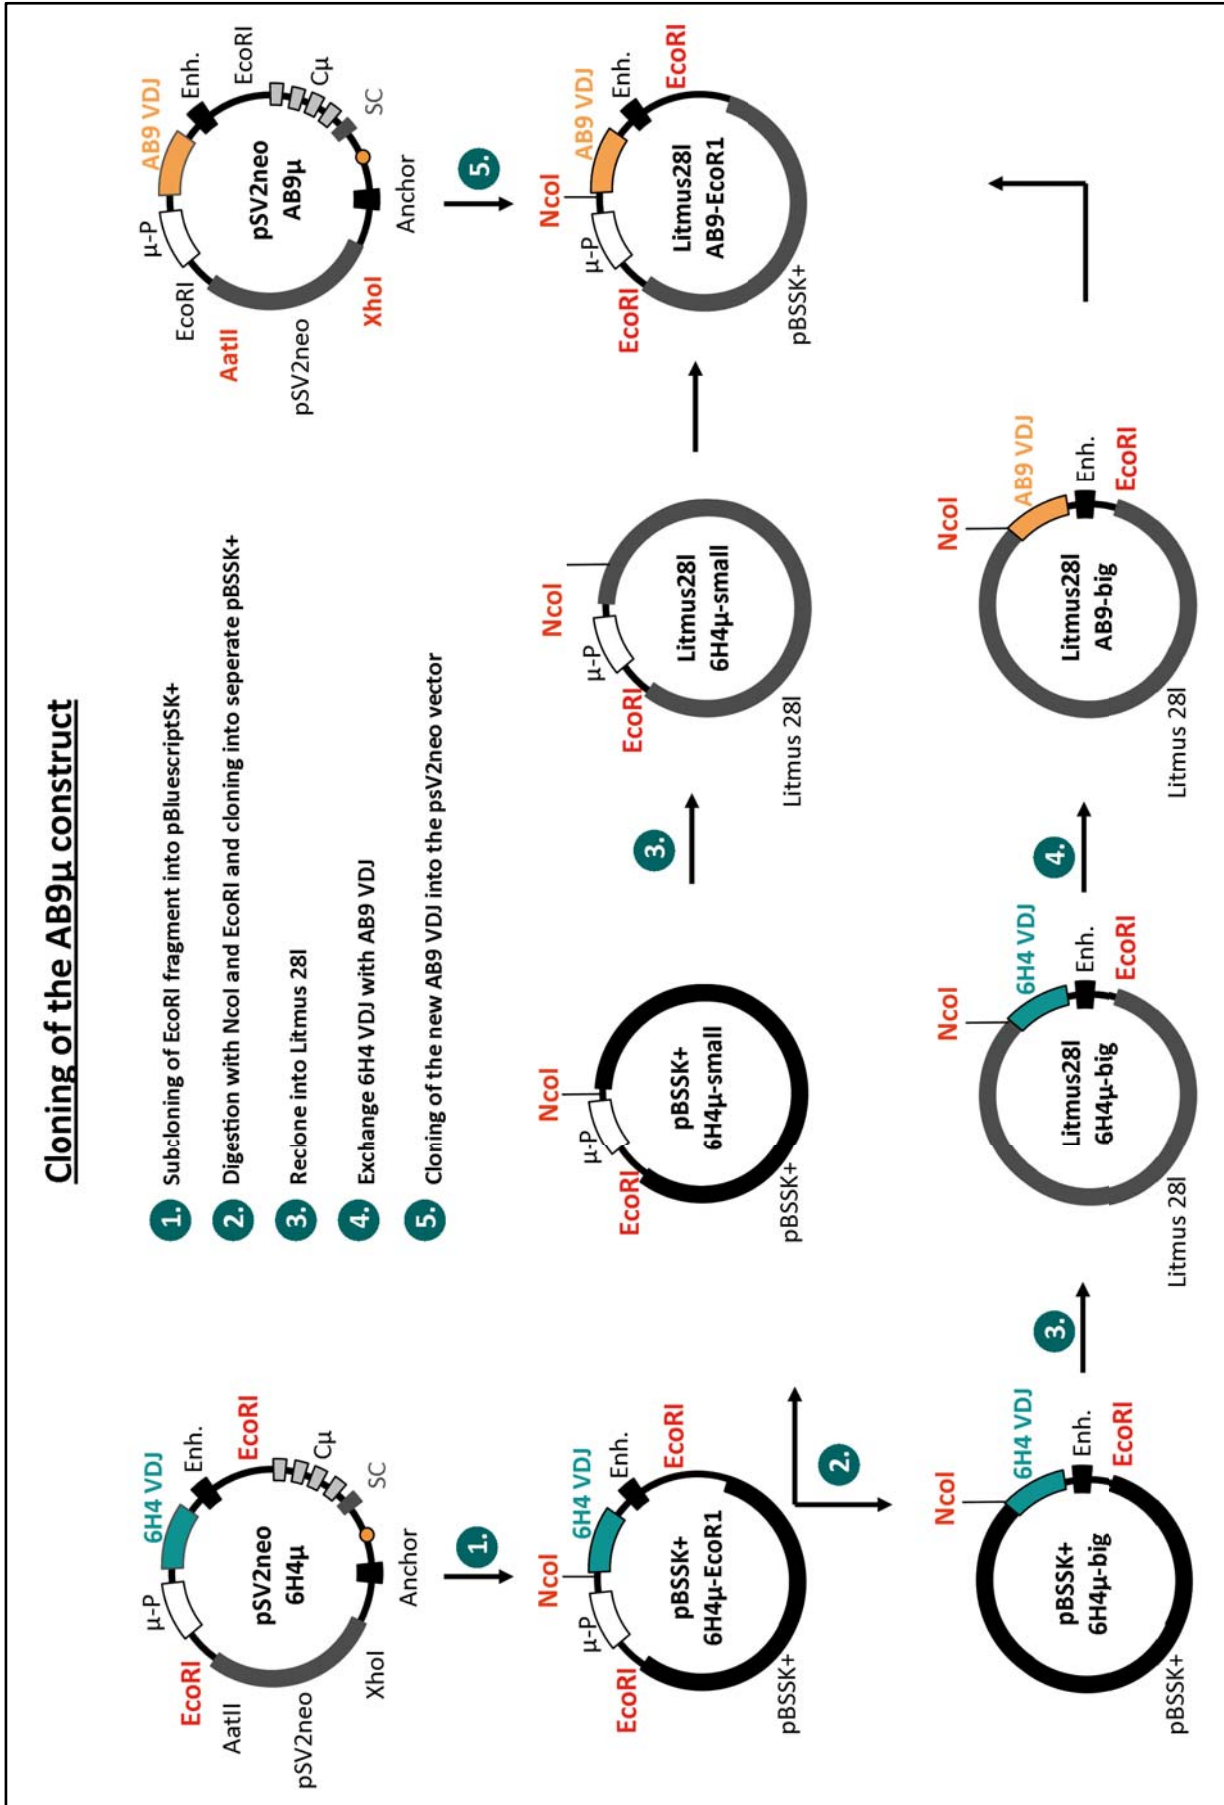 Cloning of the AB9µ construct
1. Subcloning of EcoRI fragment into pBluescriptSK+
2. Digestion with NcoI and EcoRI and cloning into seperate pBSSK+
3. Reclone into Litmus 28I
4. Exchange 6H4 VDJ with AB9 VDJ
5. Cloning of the new AB9 VDJ into the psV2neo vector
6H4 VDJ
µ-P
Enh.
EcoRI
EcoRI
AatII
pSV2neo
6H4µ
Cµ
SC
pSV2neo
XhoI
Anchor
AB9 VDJ
µ-P
Enh.
EcoRI
EcoRI
AatII
pSV2neo
AB9µ
Cµ
SC
pSV2neo
XhoI
Anchor
1.
5.
NcoI
6H4 VDJ
µ-P
Enh.
EcoRI
EcoRI
pBSSK+
6H4µ-EcoR1
pBSSK+
NcoI
µ-P
EcoRI
pBSSK+
6H4µ-small
pBSSK+
3.
NcoI
µ-P
EcoRI
Litmus28I
6H4µ-small
Litmus 28I
NcoI
AB9 VDJ
µ-P
Enh.
EcoRI
EcoRI
Litmus28I
AB9-EcoR1
pBSSK+
2.
NcoI
6H4 VDJ
Enh.
EcoRI
pBSSK+
6H4µ-big
pBSSK+
3.
NcoI
6H4 VDJ
Enh.
EcoRI
Litmus28I
6H4µ-big
Litmus 28I
4.
NcoI
AB9 VDJ
Enh.
EcoRI
Litmus28I
AB9-big
Litmus 28I